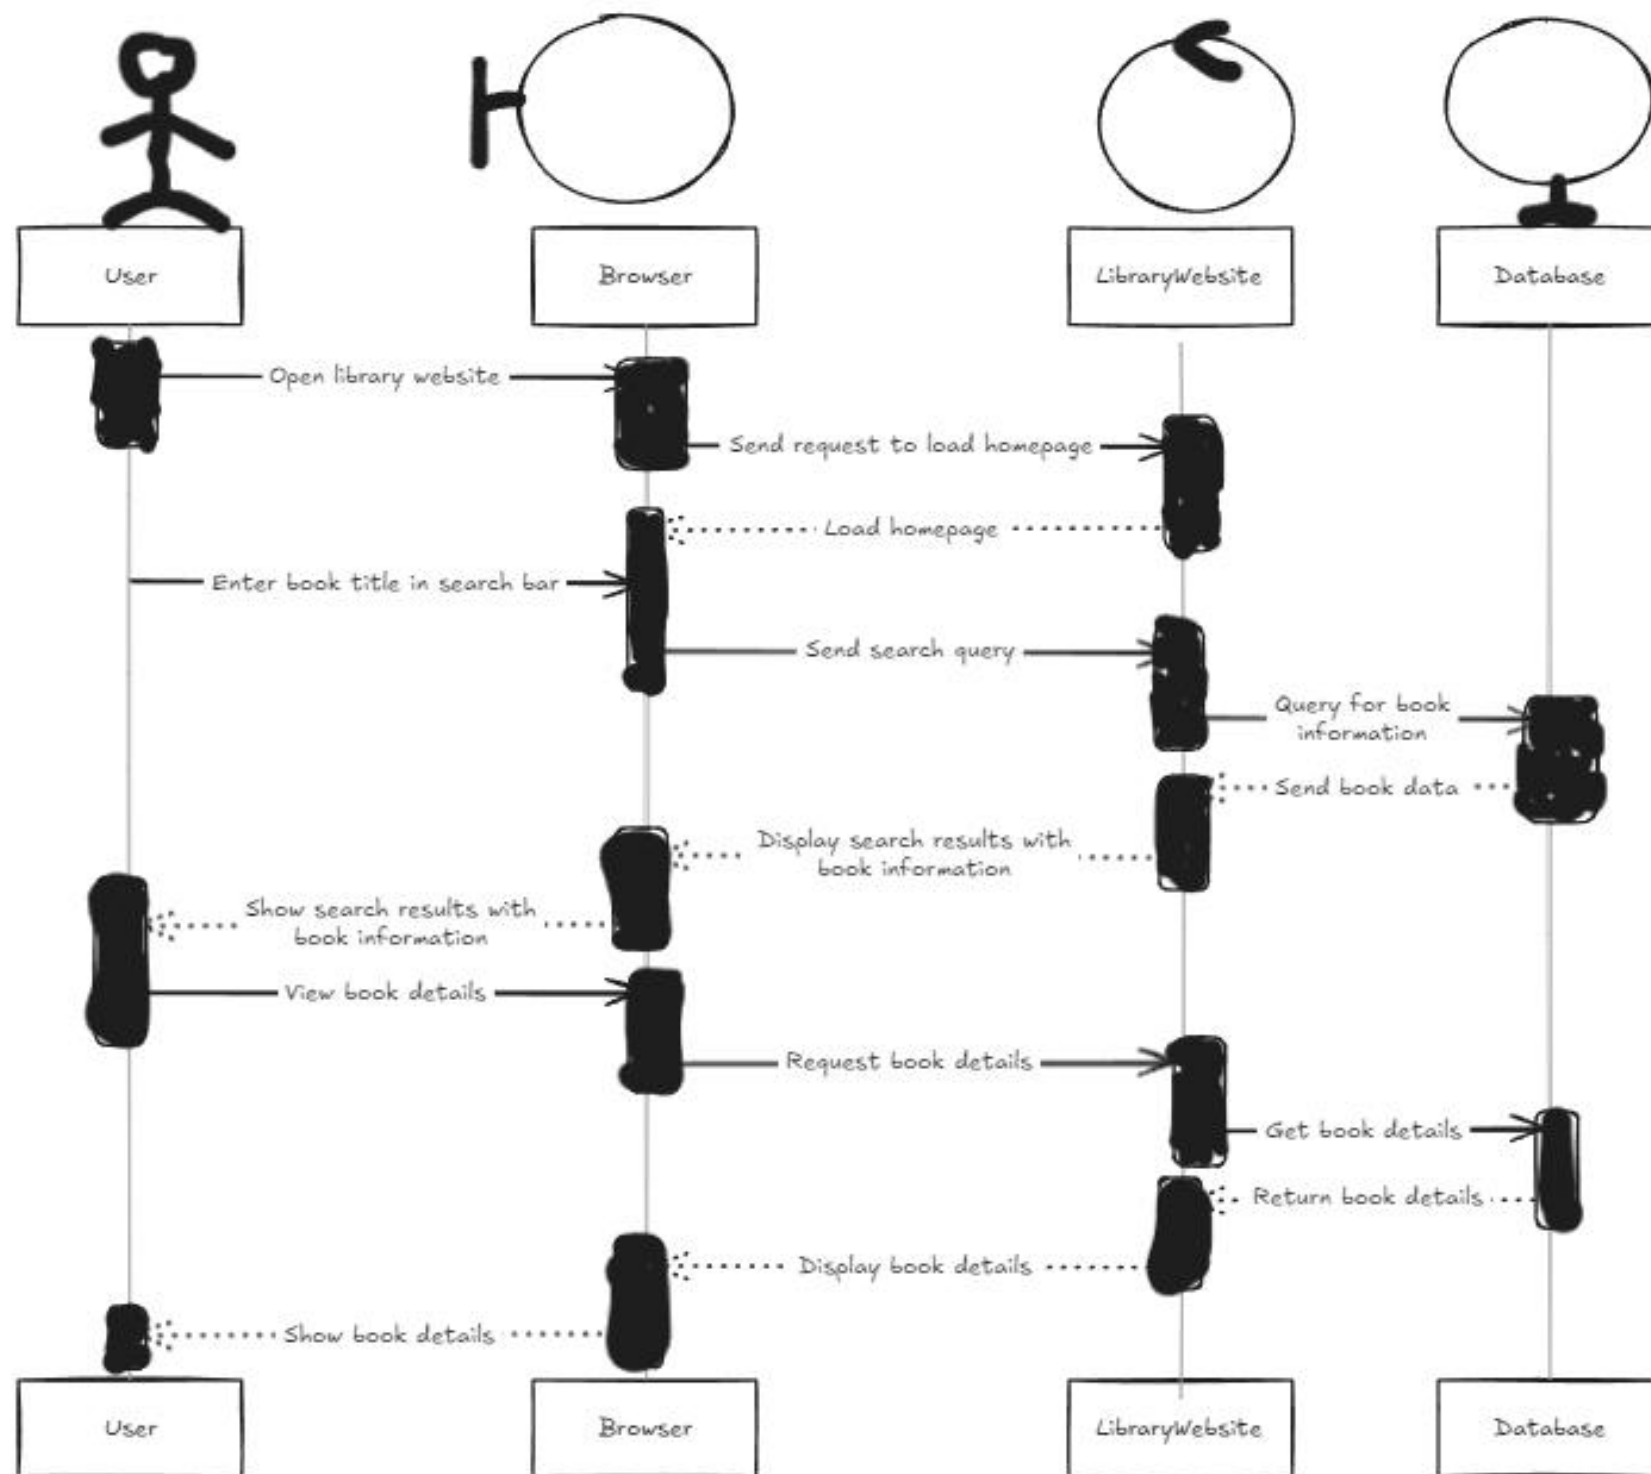 User
Browser
LibraryWebsite
Database
Open library website
Send request to load homepage
Load homepage
Enter book title in search bar
Send search query
Query for book
information
Send book data
Display search results with
book information
Show search results with
book information
View book details
Request book details
Get book details
Return book details
Display book details
Show book details
User
Browser
LibraryWebsite
Database